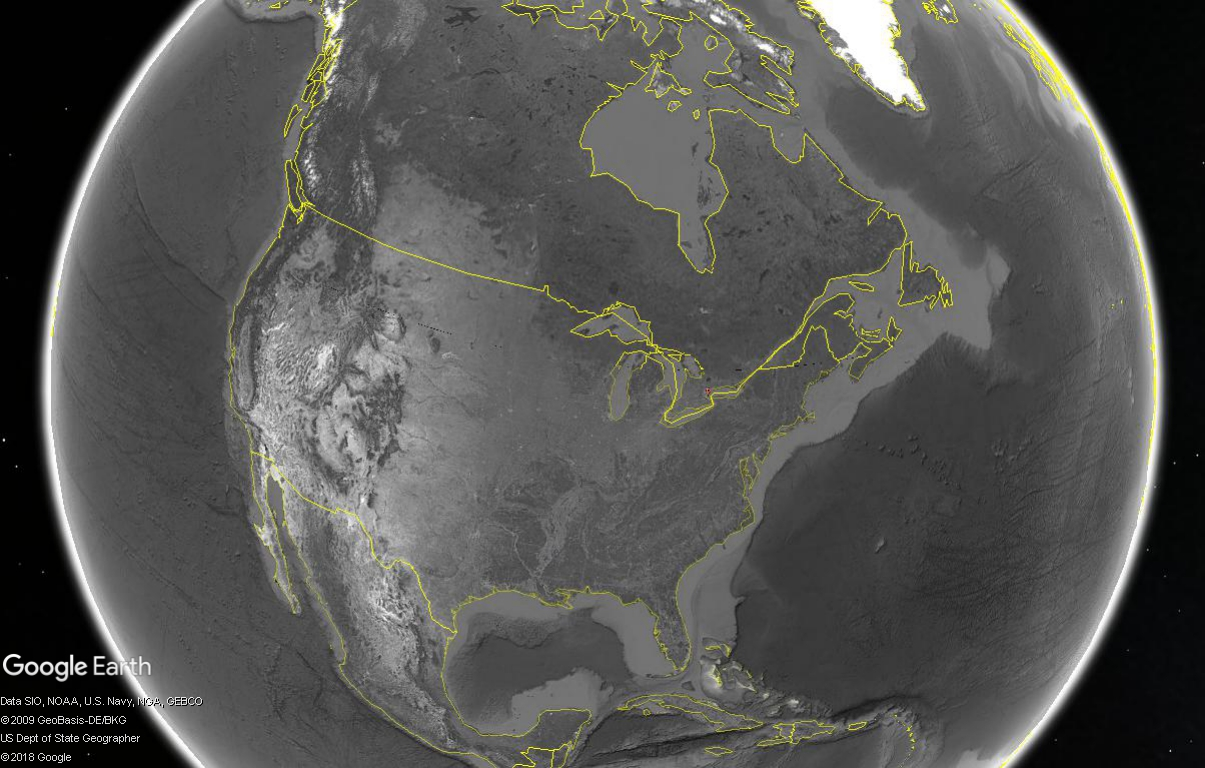 Google Earth
Data SIO, NOAA, U.S. Navy, NGA, GEBCO
© 2009 GeoBasis-DE/BKG
US Dept of State Geographer
© 2018 Google